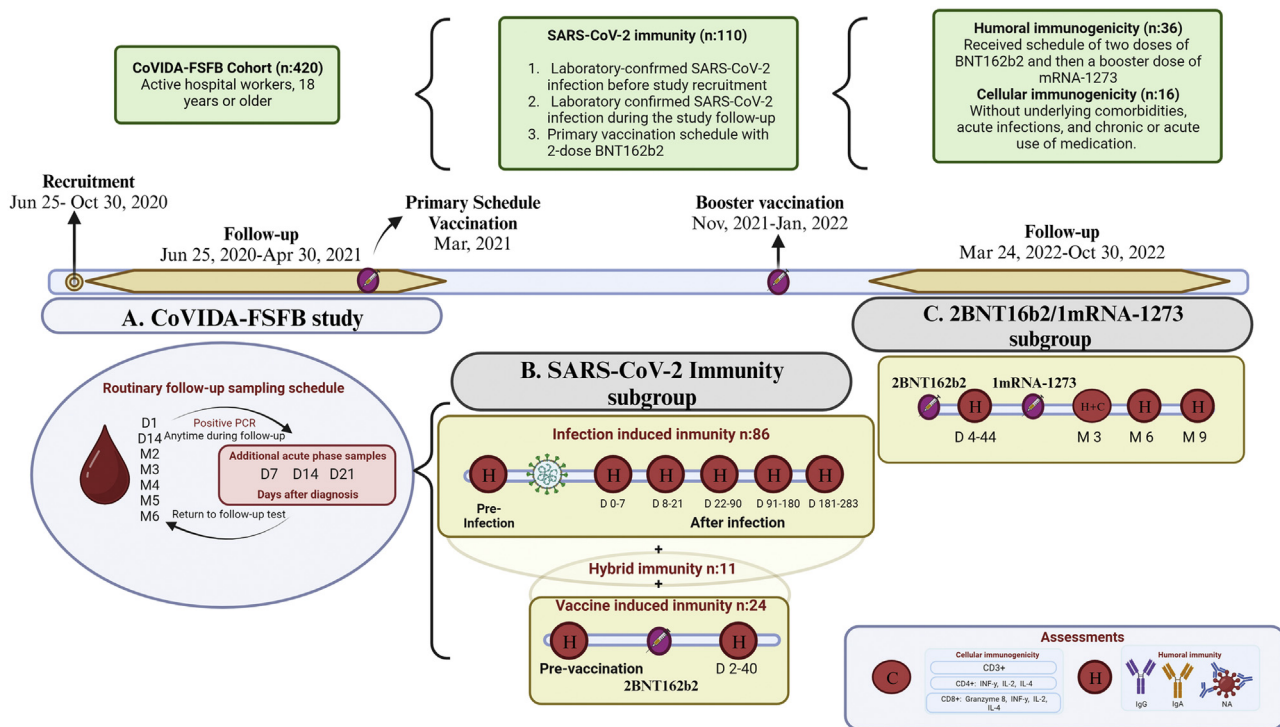 CoVIDA-FSFB Cohort (n:420)
Active hospital workers, 18
years or older
SARS-CoV-2 immunity (n:110)
1. Laboratory-confrmed SARS-CoV-2
infection before study recruitment
2. Laboratory confirmed SARS-CoV-2
infection during the study follow-up
3. Primary vaccination schedule with
2-dose BNT162b2
Humoral immunogenicity (n:36)
Received schedule of two doses of
BNT162b2 and then a booster dose of
mRNA-1273
Cellular immunogenicity (n:16)
Without underlying comorbidities,
acute infections, and chronic or acute
use of medication.
Recruitment
Jun 25- Oct 30, 2020
Follow-up
Jun 25, 2020-Apr 30, 2021
Primary Schedule
Vaccination
Mar, 2021
Booster vaccination
Nov, 2021-Jan, 2022
Follow-up
Mar 24, 2022-Oct 30, 2022
A. CoVIDA-FSFB study
Routinary follow-up sampling schedule
D1
D14
M2
M3
M4
M5
M6
Positive PCR
Anytime during follow-up
Additional acute phase samples
D7 D14 D21
Days after diagnosis
Return to follow-up test
B. SARS-CoV-2 Immunity
subgroup
Infection induced inmunity n:86
H H H H H H
Pre-
Infection
D 0-7 D 8-21 D 22-90 D 91-180 D 181-283
After infection
+
Hybrid immunity n:11
+
Vaccine induced inmunity n:24
H H
Pre-vaccination D 2-40
2BNT162b2
C. 2BNT16b2/1mRNA-1273
subgroup
2BNT162b2 1mRNA-1273
H H+C H H
D 4-44 M 3 M 6 M 9
Assessments
C
Cellular immunogenicity
CD3+
CD4+: INF-y, IL-2, IL-4
CD8+: Granzyme 8, INF-y, IL-2,
IL-4
H
Humoral immunity
IgG IgA NA